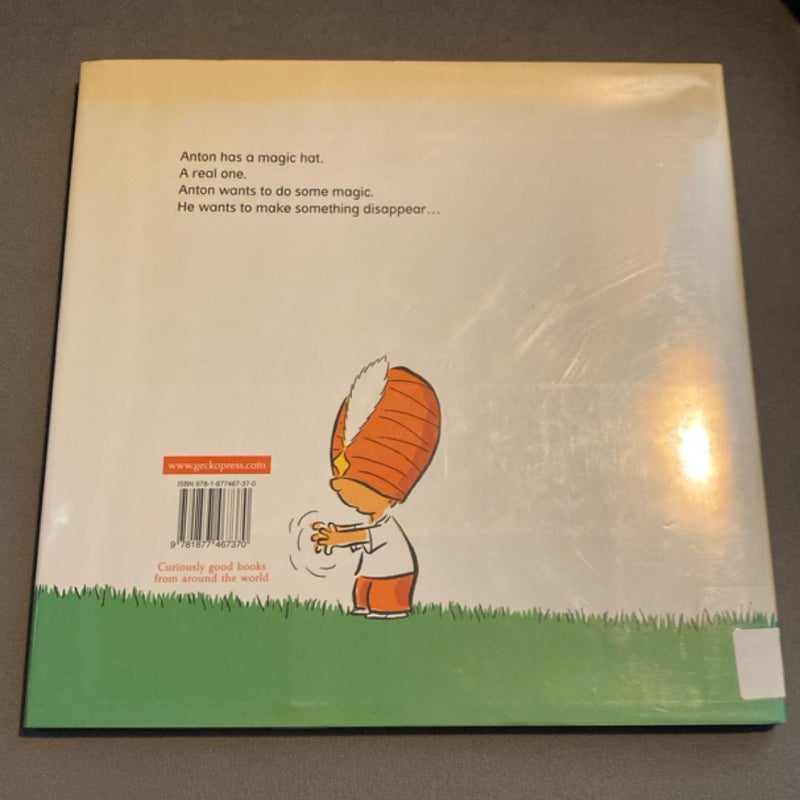 Anton has a magic hat.
A real one.
Anton wants to do some magic.
He wants to make something disappear...
www.geckopress.com
ISBN 978-1-877467-37-0
9 781877 467370
Curiously good books
from around the world